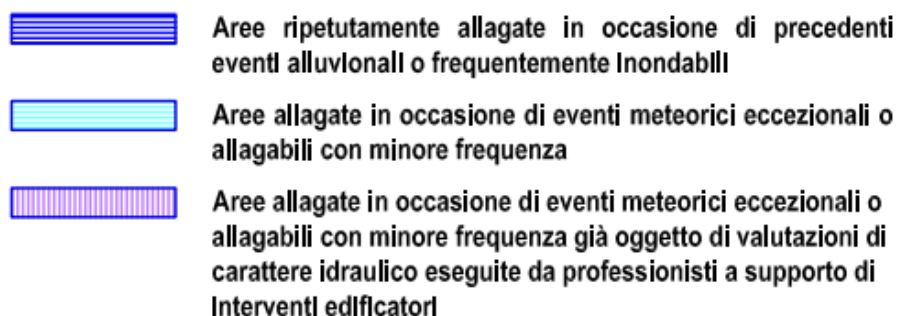 Aree ripetutamente allagate in occasione di precedenti
eventi alluvionali o frequentemente inondabili
Aree allagate in occasione di eventi meteorici eccezionali o
allagabili con minore frequenza
Aree allagate in occasione di eventi meteorici eccezionali o
allagabili con minore frequenza già oggetto di valutazioni di
carattere idraulico eseguite da professionisti a supporto di
interventi edificatori